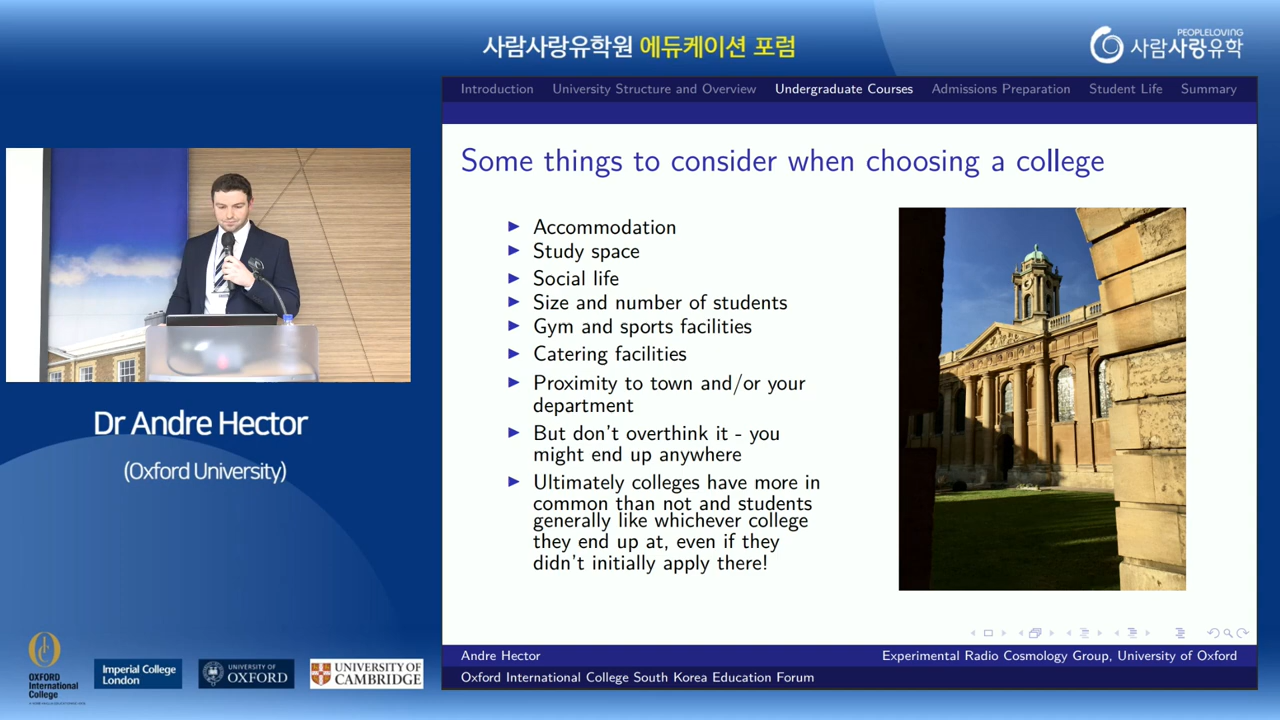 사람사랑유학원 에듀케이션 포럼
PEOPLELOVING
사람사랑유학
Introduction University Structure and Overview Undergraduate Courses Admissions Preparation Student Life Summary
Some things to consider when choosing a college
Accommodation
Study space
Social life
Size and number of students
Gym and sports facilities
Catering facilities
Proximity to town and/or your
department
But don't overthink it - you
might end up anywhere
Ultimately colleges have more in
common than not and students
generally like whichever college
they end up at, even if they
didn't initially apply there!
Dr Andre Hector
(Oxford University)
OXFORD
International
College
Imperial College
London
UNIVERSITY OF
OXFORD
UNIVERSITY OF
CAMBRIDGE
Andre Hector Experimental Radio Cosmology Group, University of Oxford
Oxford International College South Korea Education Forum